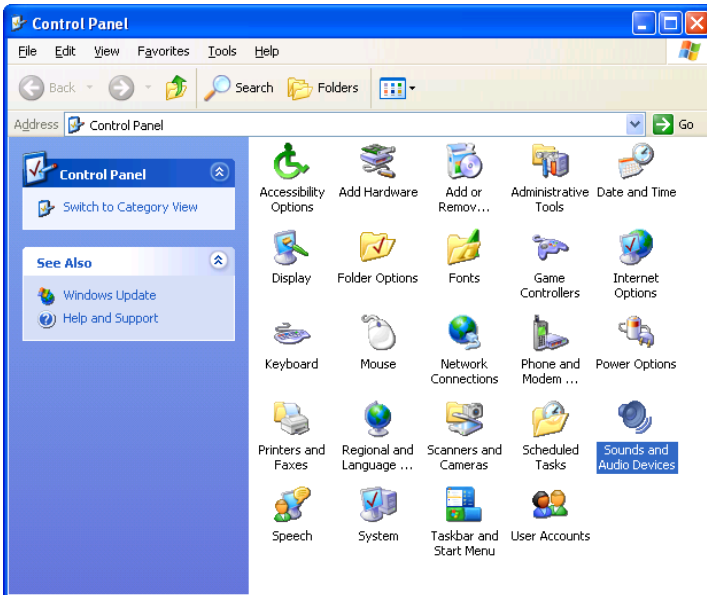 Control Panel
File Edit View Favorites Tools Help
Back Search Folders
Address Control Panel Go
Control Panel
Switch to Category View
See Also
Windows Update
Help and Support
Accessibility Options
Add Hardware
Add or Remov...
Administrative Tools
Date and Time
Display
Folder Options
Fonts
Game Controllers
Internet Options
Keyboard
Mouse
Network Connections
Phone and Modem ...
Power Options
Printers and Faxes
Regional and Language ...
Scanners and Cameras
Scheduled Tasks
Sounds and Audio Devices
Speech
System
Taskbar and Start Menu
User Accounts